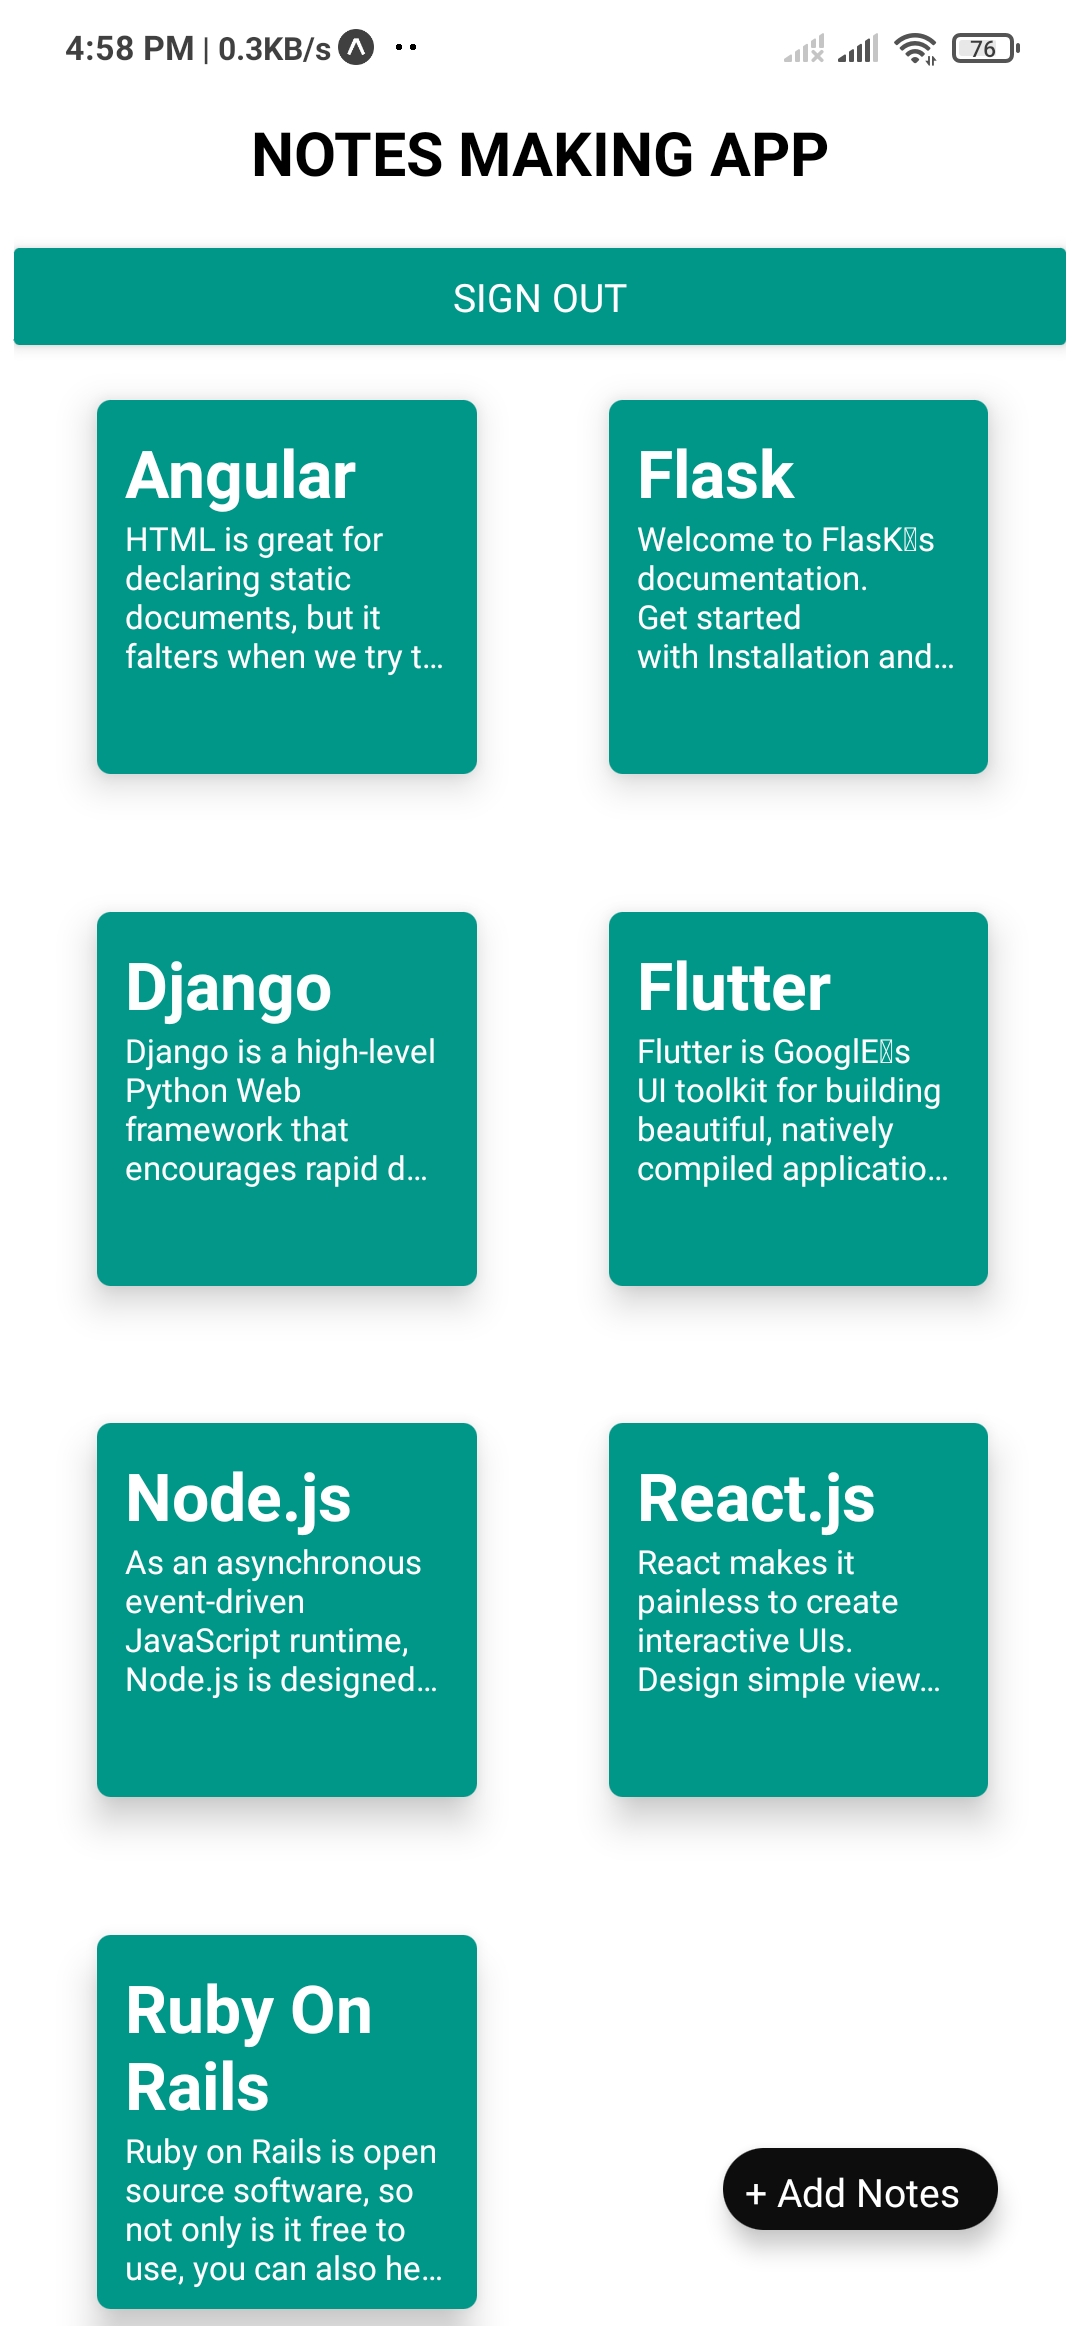 4:58 PM | 0.3KB/s
76
NOTES MAKING APP
SIGN OUT
Angular
HTML is great for
declaring static
documents, but it
falters when we try t...
Flask
Welcome to FlasK󠀠s
documentation.
Get started
with Installation and...
Django
Django is a high-level
Python Web
framework that
encourages rapid d...
Flutter
Flutter is GooglEs
UI toolkit for building
beautiful, natively
compiled applicatio...
Node.js
As an asynchronous
event-driven
JavaScript runtime,
Node.js is designed...
React.js
React makes it
painless to create
interactive UIs.
Design simple view...
Ruby On
Rails
Ruby on Rails is open
source software, so
not only is it free to
use, you can also he...
+ Add Notes